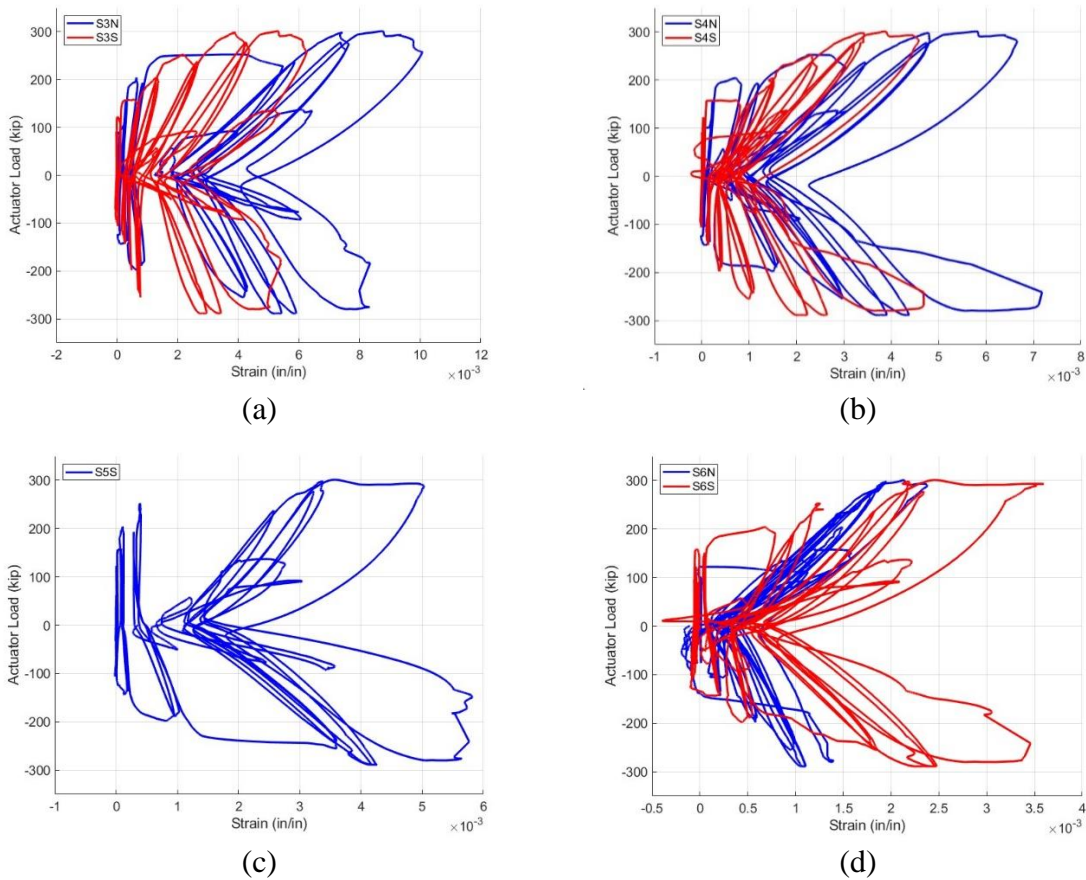 S3N
S3S
Actuator Load (kip)
300
200
100
0
-100
-200
-300
-2 0 2 4 6 8 10 12
Strain (in/in)
×10⁻³
(a)
S4N
S4S
Actuator Load (kip)
300
200
100
0
-100
-200
-300
-1 0 1 2 3 4 5 6 7 8
Strain (in/in)
×10⁻³
(b)
S5S
Actuator Load (kip)
300
200
100
0
-100
-200
-300
-1 0 1 2 3 4 5 6
Strain (in/in)
×10⁻³
(c)
S6N
S6S
Actuator Load (kip)
300
200
100
0
-100
-200
-300
-0.5 0 0.5 1 1.5 2 2.5 3 3.5 4
Strain (in/in)
×10⁻³
(d)